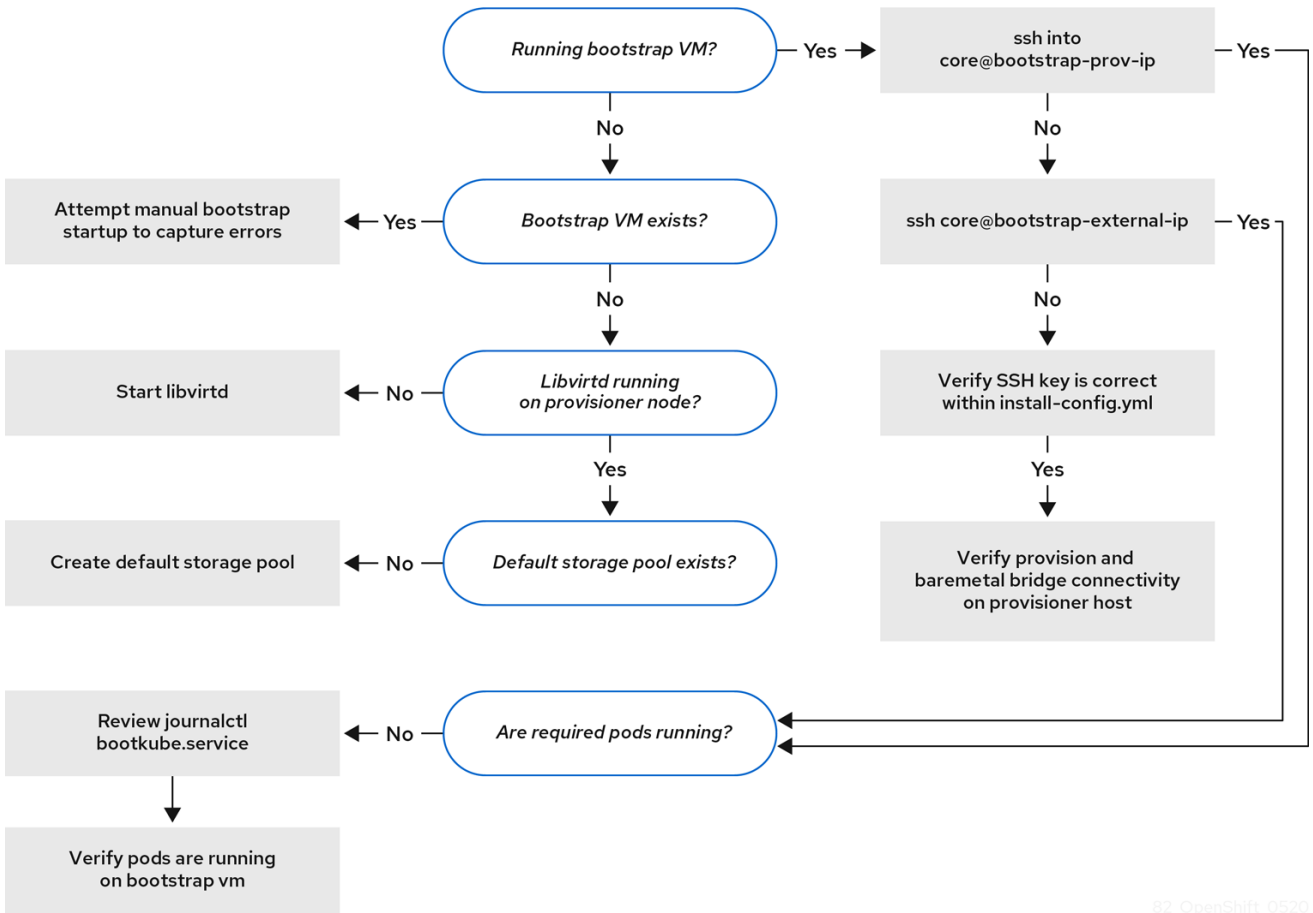 Running bootstrap VM?
Yes
ssh into
core@bootstrap-prov-ip
Yes
No
No
Attempt manual bootstrap
startup to capture errors
Yes
Bootstrap VM exists?
ssh core@bootstrap-external-ip
Yes
No
No
Start libvirtd
No
Libvirtd running
on provisioner node?
Verify SSH key is correct
within install-config.yml
Yes
Yes
Create default storage pool
No
Default storage pool exists?
Verify provision and
baremetal bridge connectivity
on provisioner host
Review journalctl
bootkube.service
No
Are required pods running?
Verify pods are running
on bootstrap vm
82_OpenShift_0520